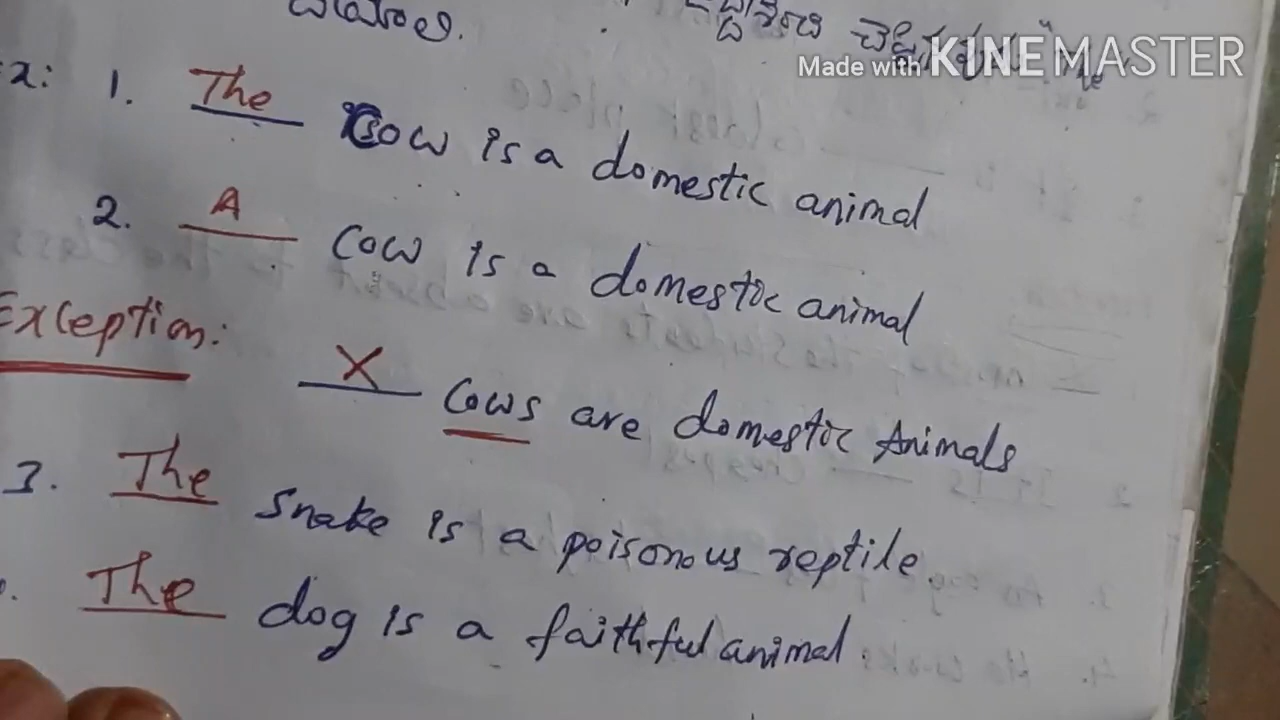 Made with KINEMASTER
1. The Cow is a domestic animal
2. A Cow is a domestic animal
Exception:
X Cows are domestic Animals
3. The Snake is a poisonous reptile.
The dog is a faithful animal.